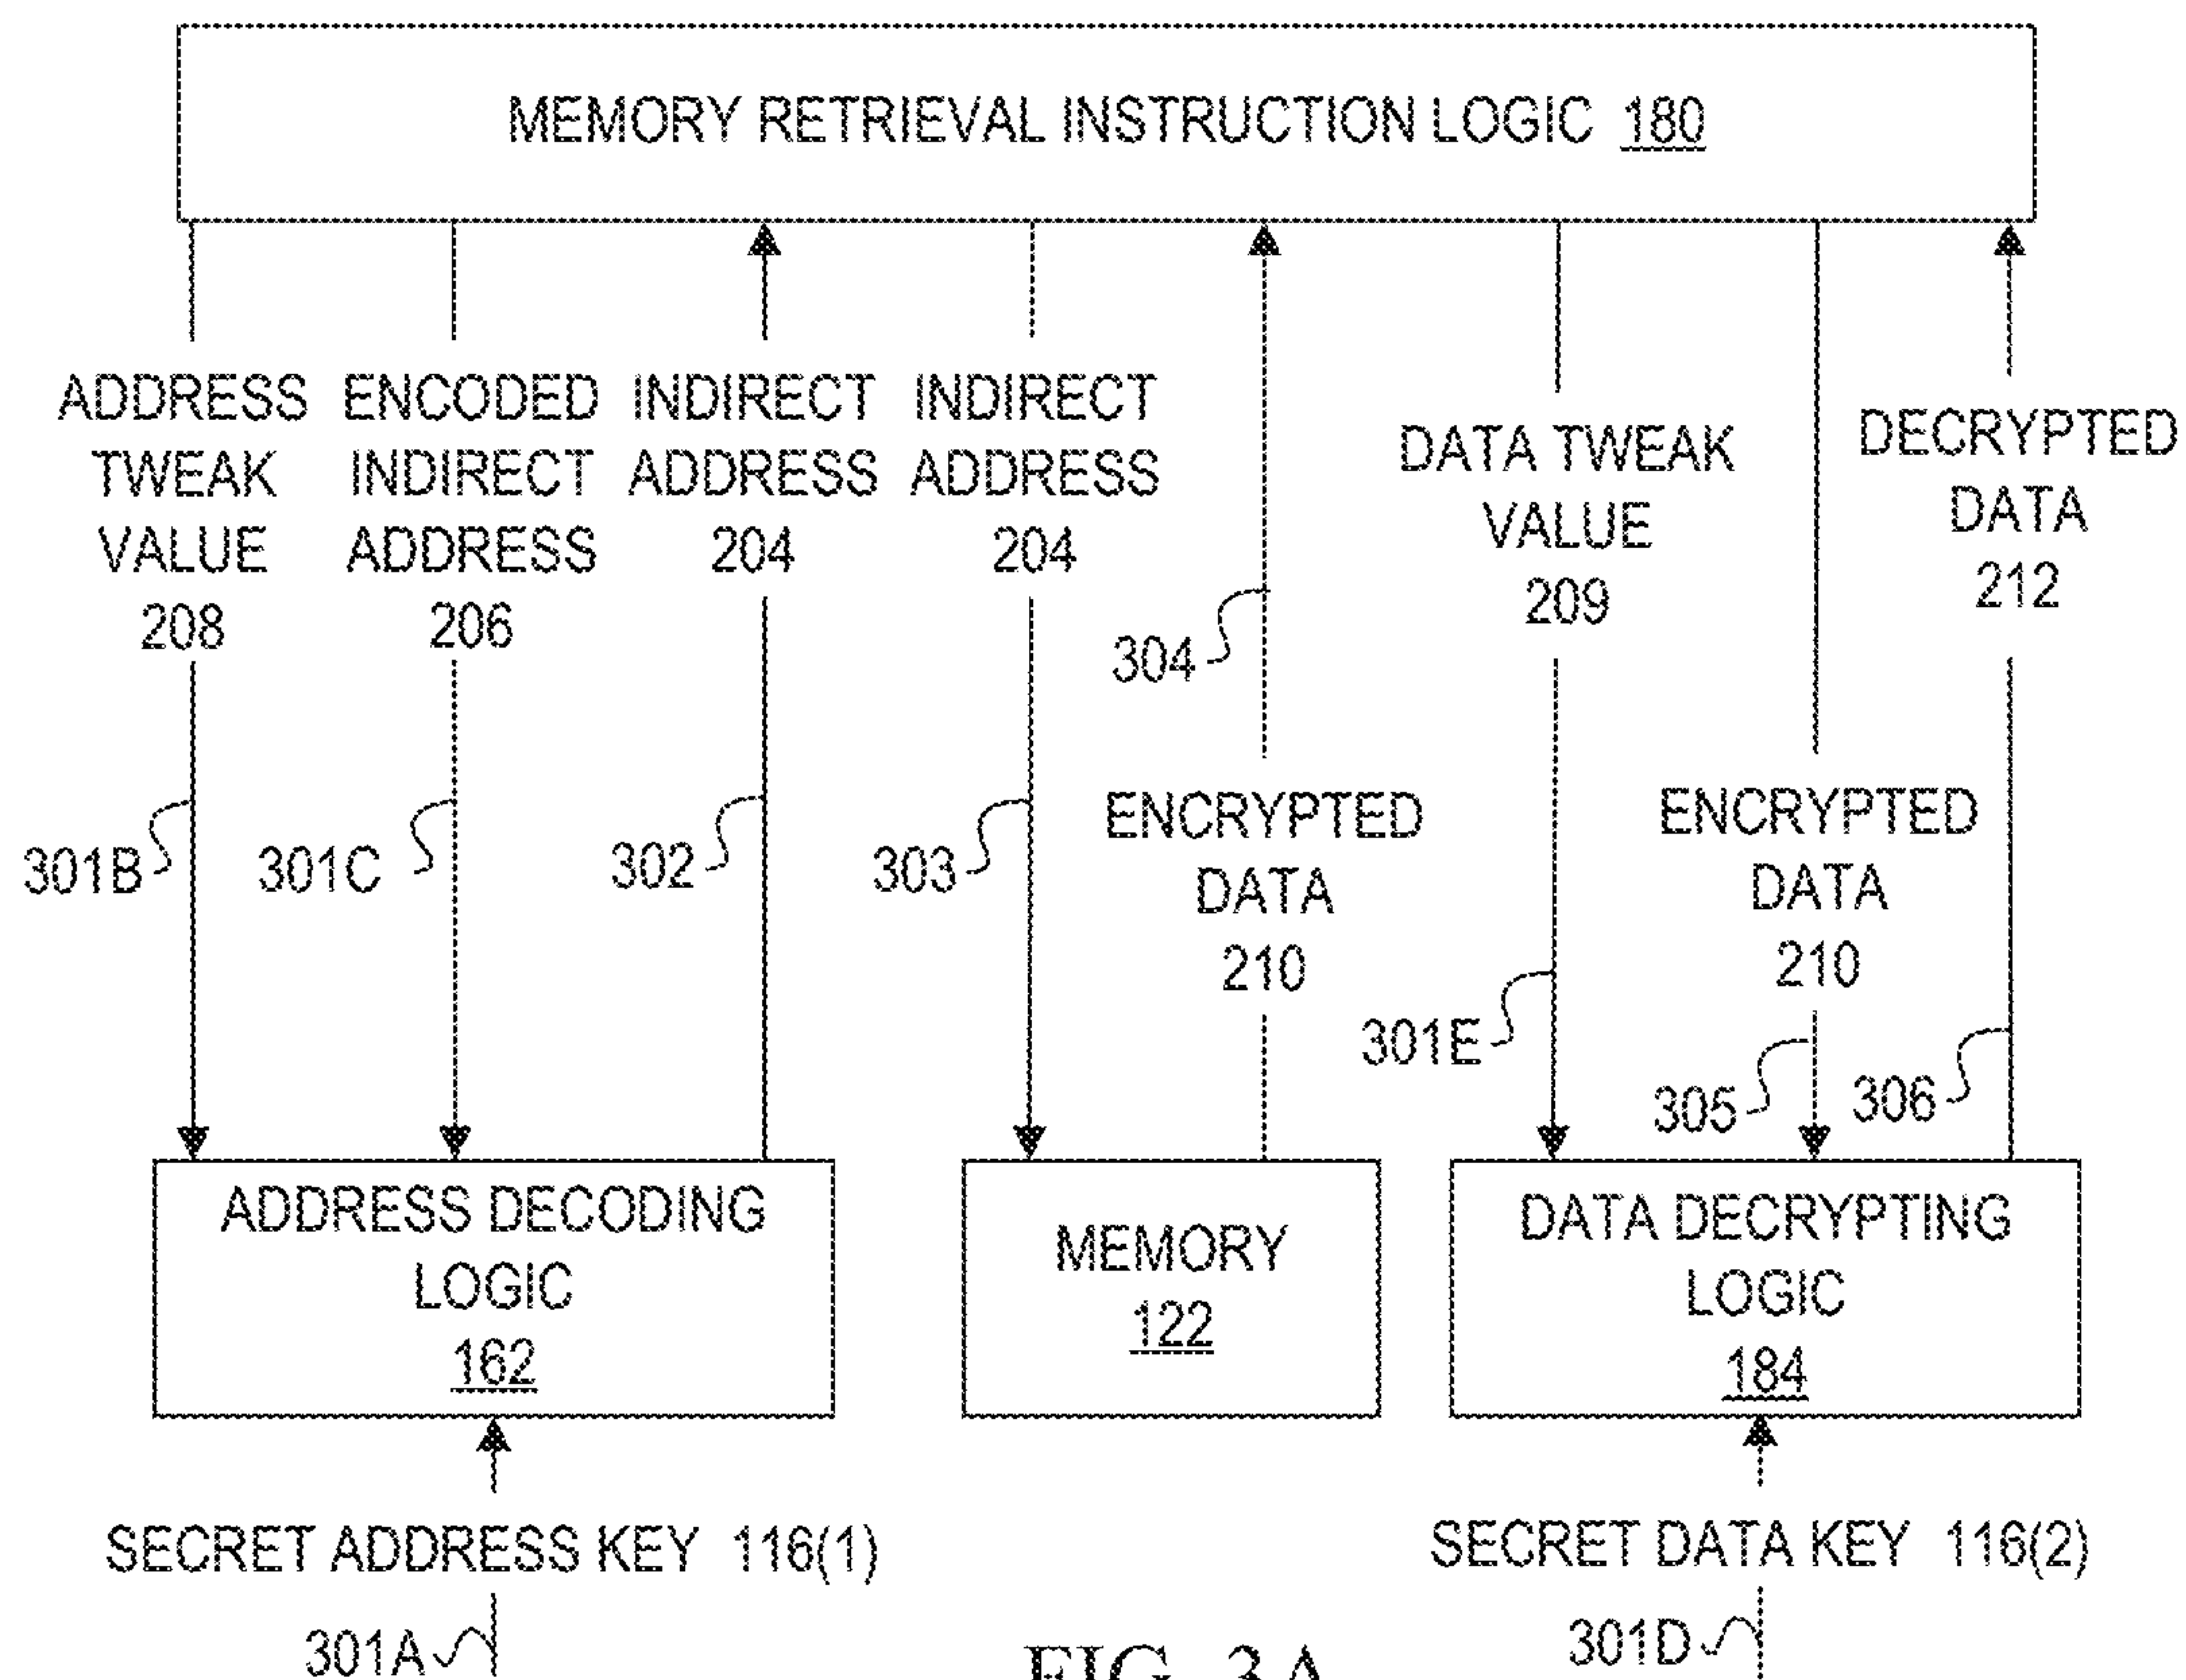 MEMORY RETRIEVAL INSTRUCTION LOGIC 180
ADDRESS
TWEAK
VALUE
208
ENCODED
INDIRECT
ADDRESS
206
INDIRECT
ADDRESS
204
INDIRECT
ADDRESS
204
304
ENCRYPTED
DATA
210
DATA TWEAK
VALUE
209
ENCRYPTED
DATA
210
DECRYPTED
DATA
212
301B
301C
302
303
301E
305
306
ADDRESS DECODING
LOGIC
162
MEMORY
122
DATA DECRYPTING
LOGIC
184
SECRET ADDRESS KEY 116(1)
301A
SECRET DATA KEY 116(2)
301D
FIG. 3A